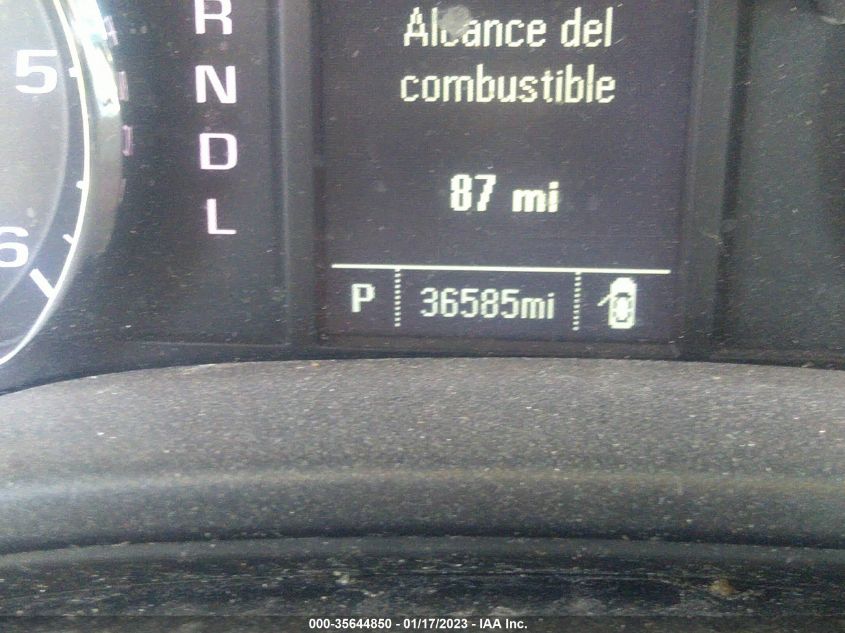 R
N
D
L
5
6
Alcance del
combustible
87 mi
P 36585mi
000-35644850 - 01/17/2023 - IAA Inc.